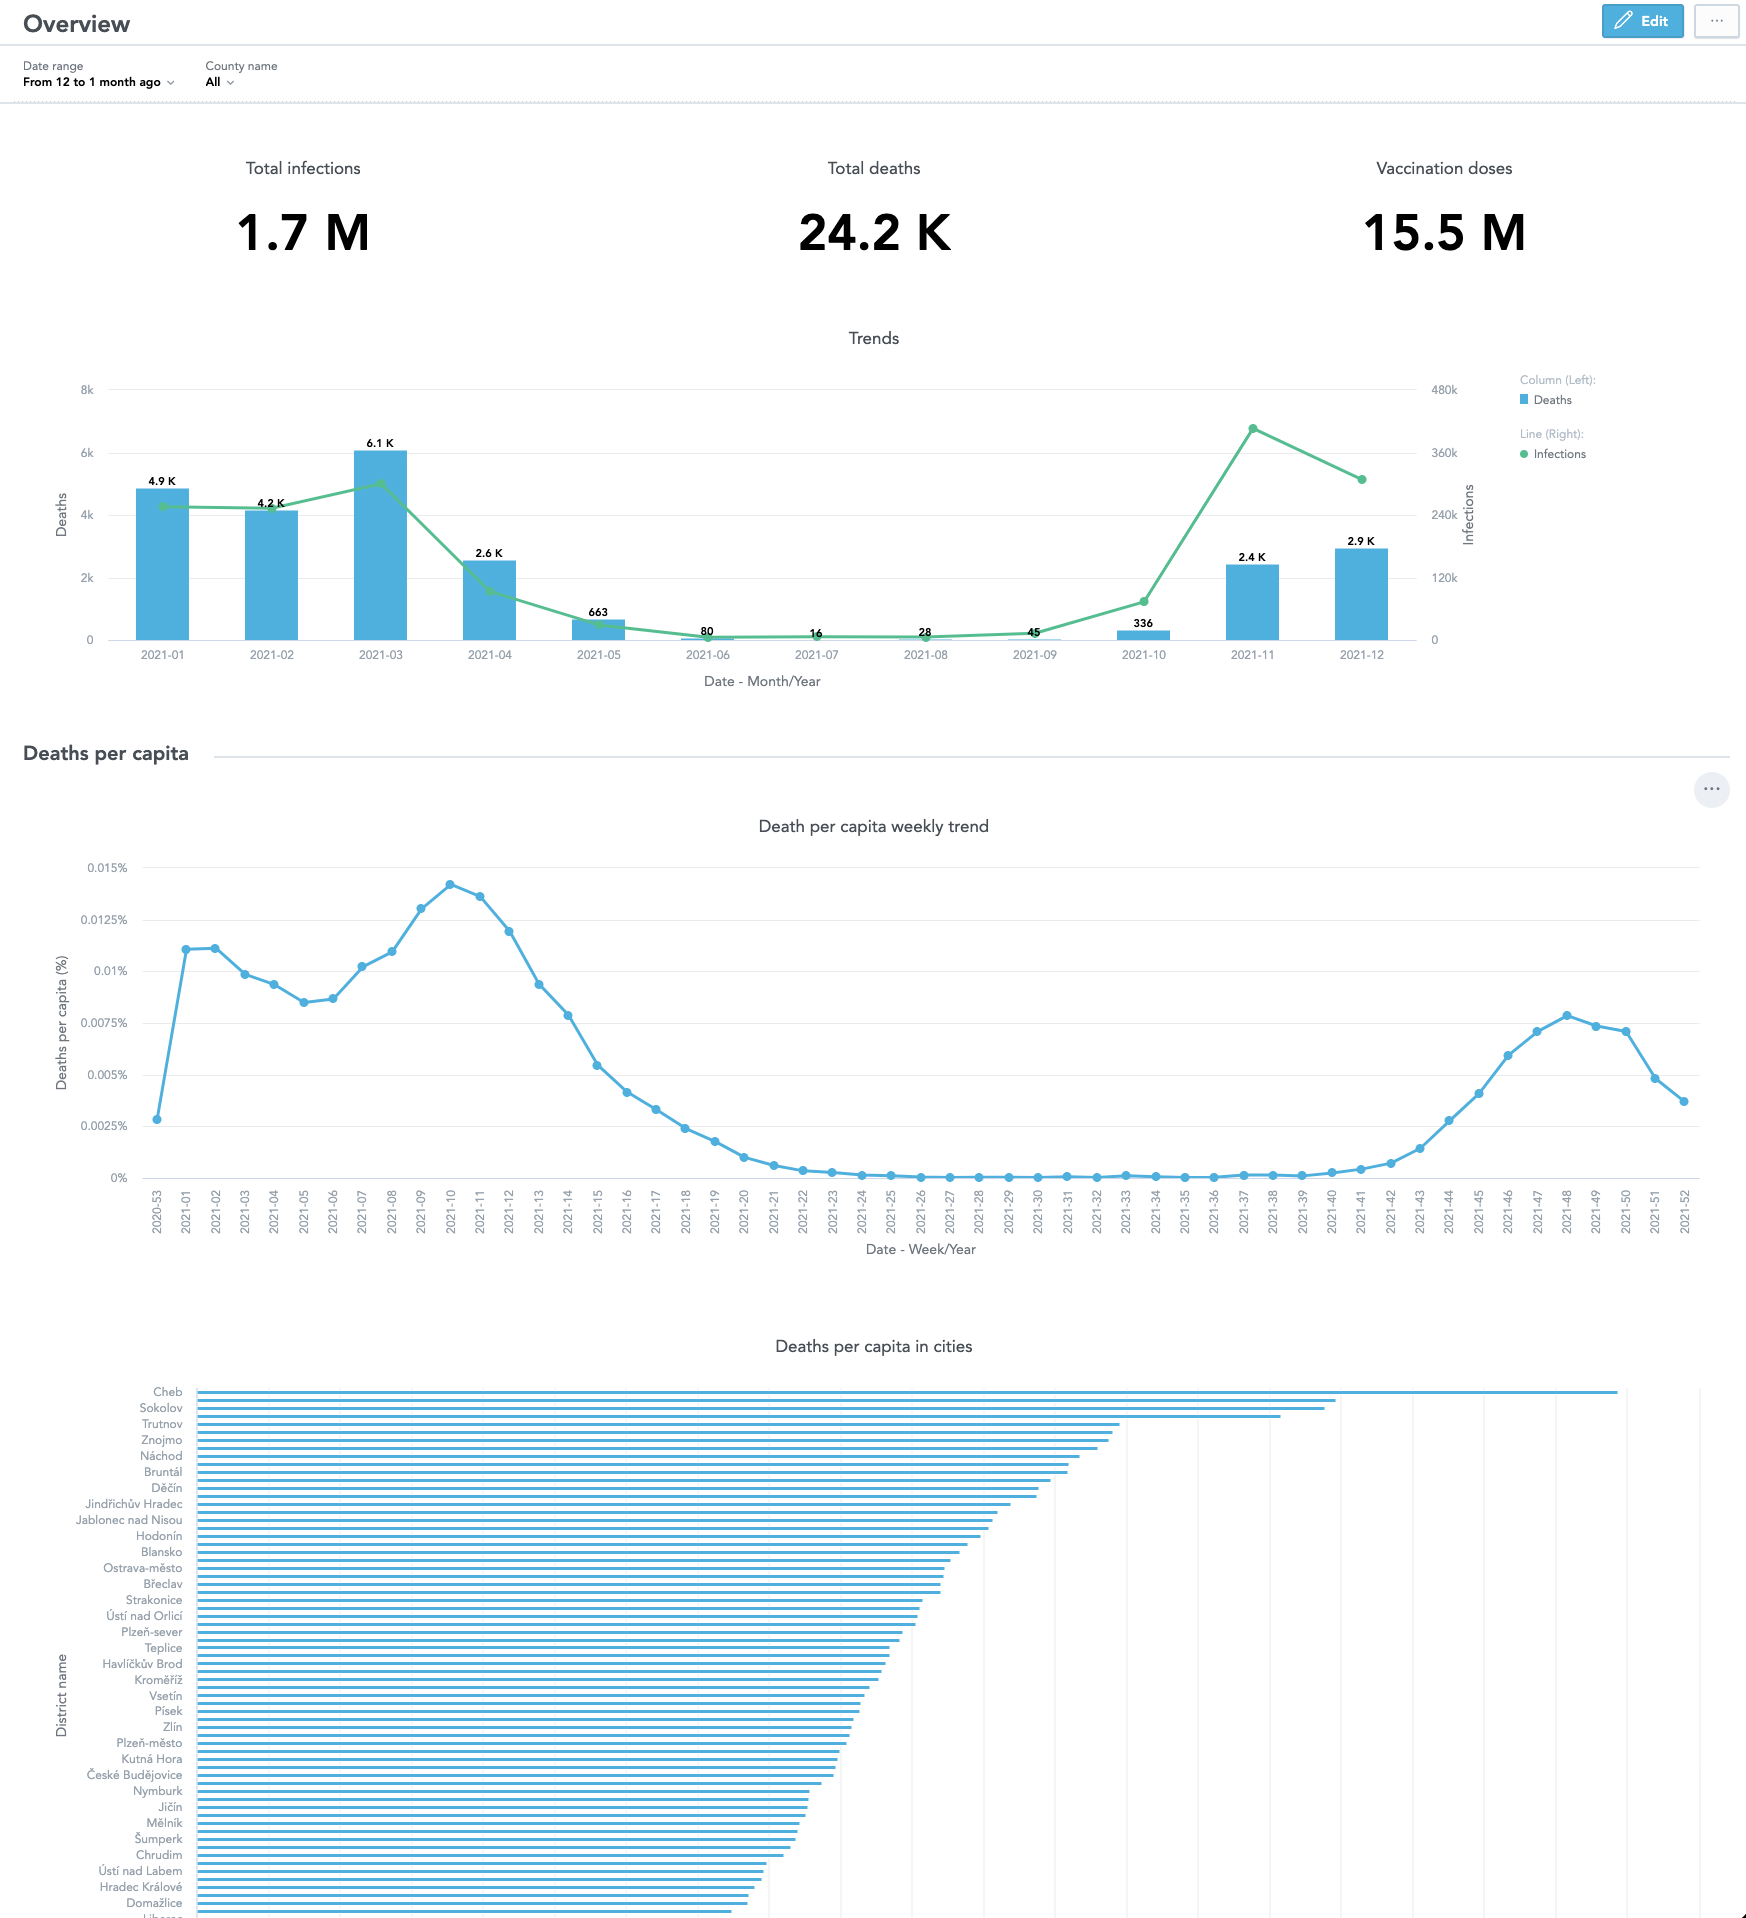 Overview
Edit
Date range
County name
From 12 to 1 month ago
All
Total infections
Total deaths
Vaccination doses
1.7 M
24.2 K
15.5 M
Trends
Deaths
8k
6k
4k
2k
0
4.9 K
4.2 K
6.1 K
2.6 K
663
80
16
28
45
336
2.4 K
2.9 K
480k
360k
240k
120k
0
Infections
Column (Left):
Deaths
Line (Right):
Infections
2021-01
2021-02
2021-03
2021-04
2021-05
2021-06
2021-07
2021-08
2021-09
2021-10
2021-11
2021-12
Date - Month/Year
Deaths per capita
Death per capita weekly trend
Deaths per capita (%)
0.015%
0.0125%
0.01%
0.0075%
0.005%
0.0025%
0%
2020-53
2021-01
2021-02
2021-03
2021-04
2021-05
2021-06
2021-07
2021-08
2021-09
2021-10
2021-11
2021-12
2021-13
2021-14
2021-15
2021-16
2021-17
2021-18
2021-19
2021-20
2021-21
2021-22
2021-23
2021-24
2021-25
2021-26
2021-27
2021-28
2021-29
2021-30
2021-31
2021-32
2021-33
2021-34
2021-35
2021-36
2021-37
2021-38
2021-39
2021-40
2021-41
2021-42
2021-43
2021-44
2021-45
2021-46
2021-47
2021-48
2021-49
2021-50
2021-51
2021-52
Date - Week/Year
Deaths per capita in cities
District name
Cheb
Sokolov
Trutnov
Znojmo
Náchod
Bruntál
Děčín
Jindřichův Hradec
Jablonec nad Nisou
Hodonín
Blansko
Ostrava-město
Břeclav
Strakonice
Ústí nad Orlicí
Plzeň-sever
Teplice
Havlíčkův Brod
Kroměříž
Vsetín
Písek
Zlín
Plzeň-město
Kutná Hora
České Budějovice
Nymburk
Jičín
Mělník
Šumperk
Chrudim
Ústí nad Labem
Hradec Králové
Domažlice